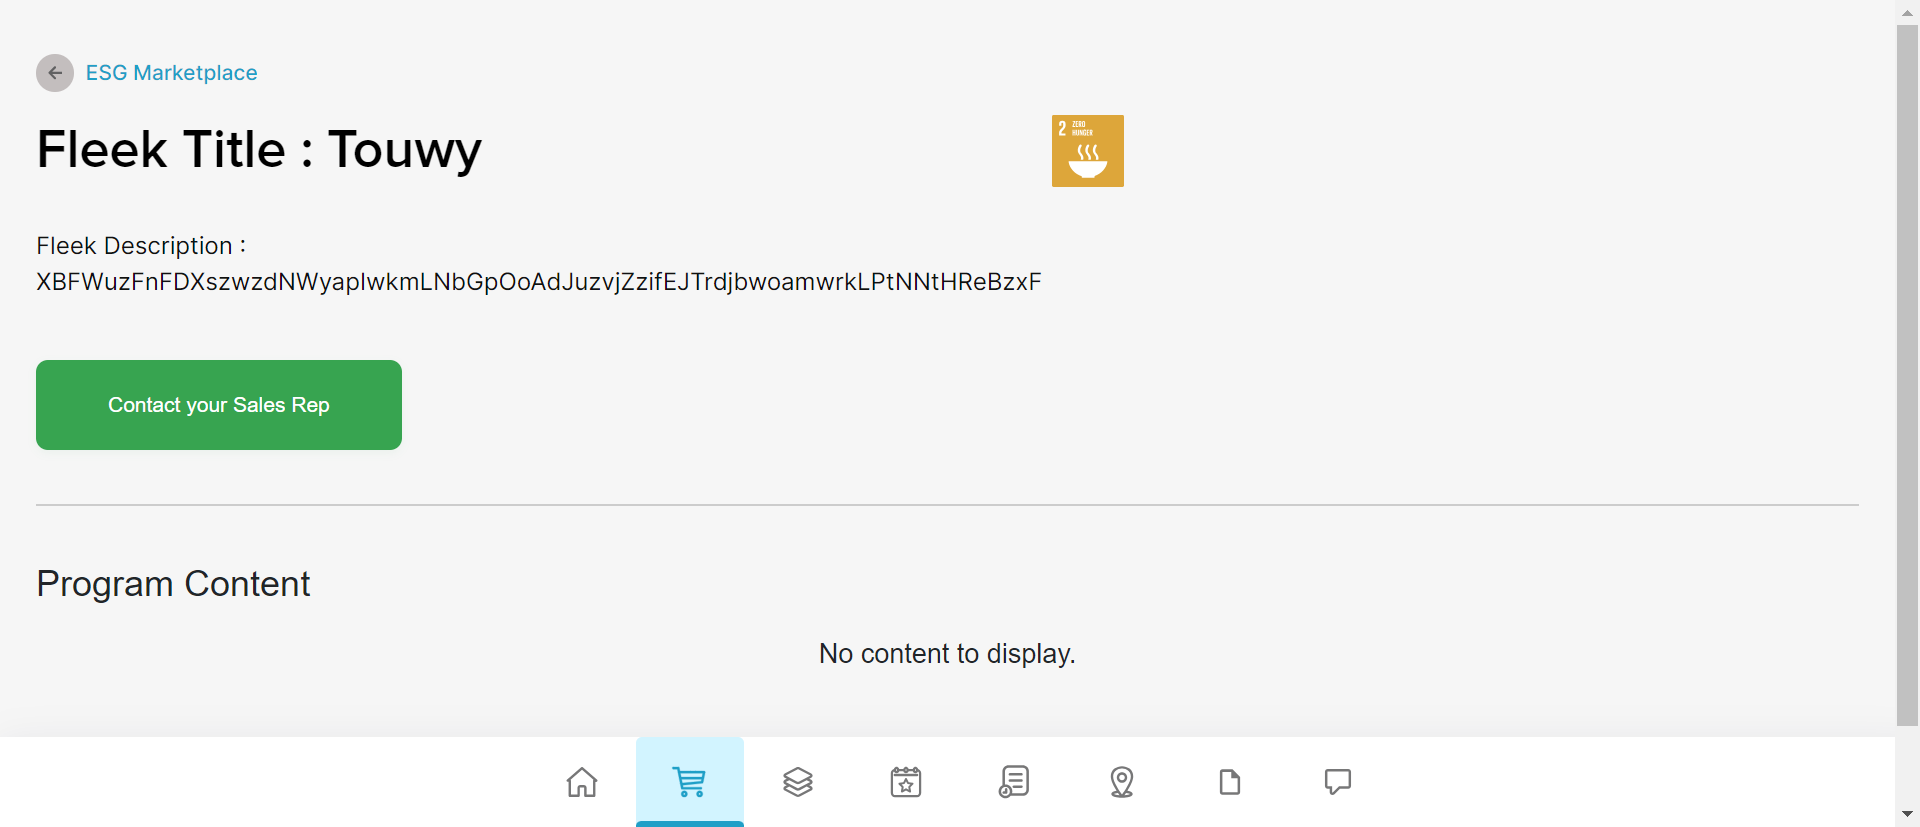 ESG Marketplace
Fleek Title : Touwy
2 ZERO
HUNGER
Fleek Description :
XBFWuzFnFDXszwzdNWyapIwkmLNbGpOoAdJuzvjZzifEJTrdjbwoamwrkLPtNNtHReBzxF
Contact your Sales Rep
Program Content
No content to display.